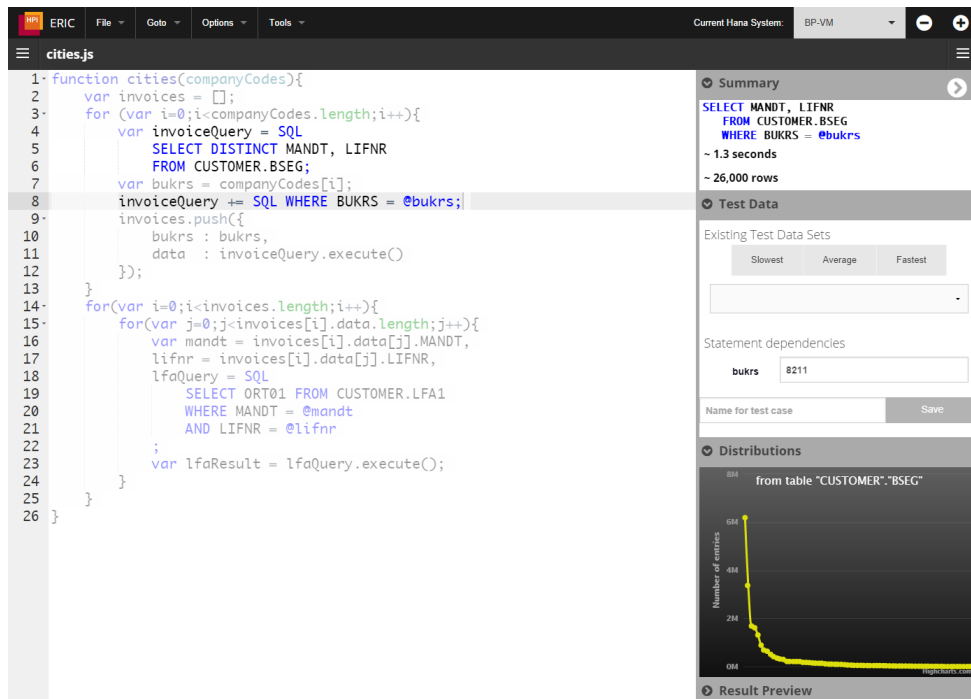 HPI ERIC File Goto Options Tools Current Hana System: BP-VM
cities.js
1 function cities(companyCodes){
2 var invoices = [];
3 for (var i=0;i<companyCodes.length;i++){
4 var invoiceQuery = SQL
5 SELECT DISTINCT MANDT, LIFNR
6 FROM CUSTOMER.BSEG;
7 var bukrs = companyCodes[i];
8 invoiceQuery += SQL WHERE BUKRS = @bukrs;
9 invoices.push({
10 bukrs : bukrs,
11 data : invoiceQuery.execute()
12 });
13 }
14 for(var i=0;i<invoices.length;i++){
15 for(var j=0;j<invoices[i].data.length;j++){
16 var mandt = invoices[i].data[j].MANDT,
17 lifnr = invoices[i].data[j].LIFNR,
18 lfaQuery = SQL
19 SELECT ORT01 FROM CUSTOMER.LFA1
20 WHERE MANDT = @mandt
21 AND LIFNR = @lifnr
22 ;
23 var lfaResult = lfaQuery.execute();
24 }
25 }
26 }
Summary
SELECT MANDT, LIFNR
FROM CUSTOMER.BSEG
WHERE BUKRS = @bukrs
~ 1.3 seconds
~ 26,000 rows
Test Data
Existing Test Data Sets
Slowest Average Fastest
Statement dependencies
bukrs 8211
Name for test case Save
Distributions
from table "CUSTOMER"."BSEG"
Number of entries
8M
6M
4M
2M
0M
Highcharts.com
Result Preview